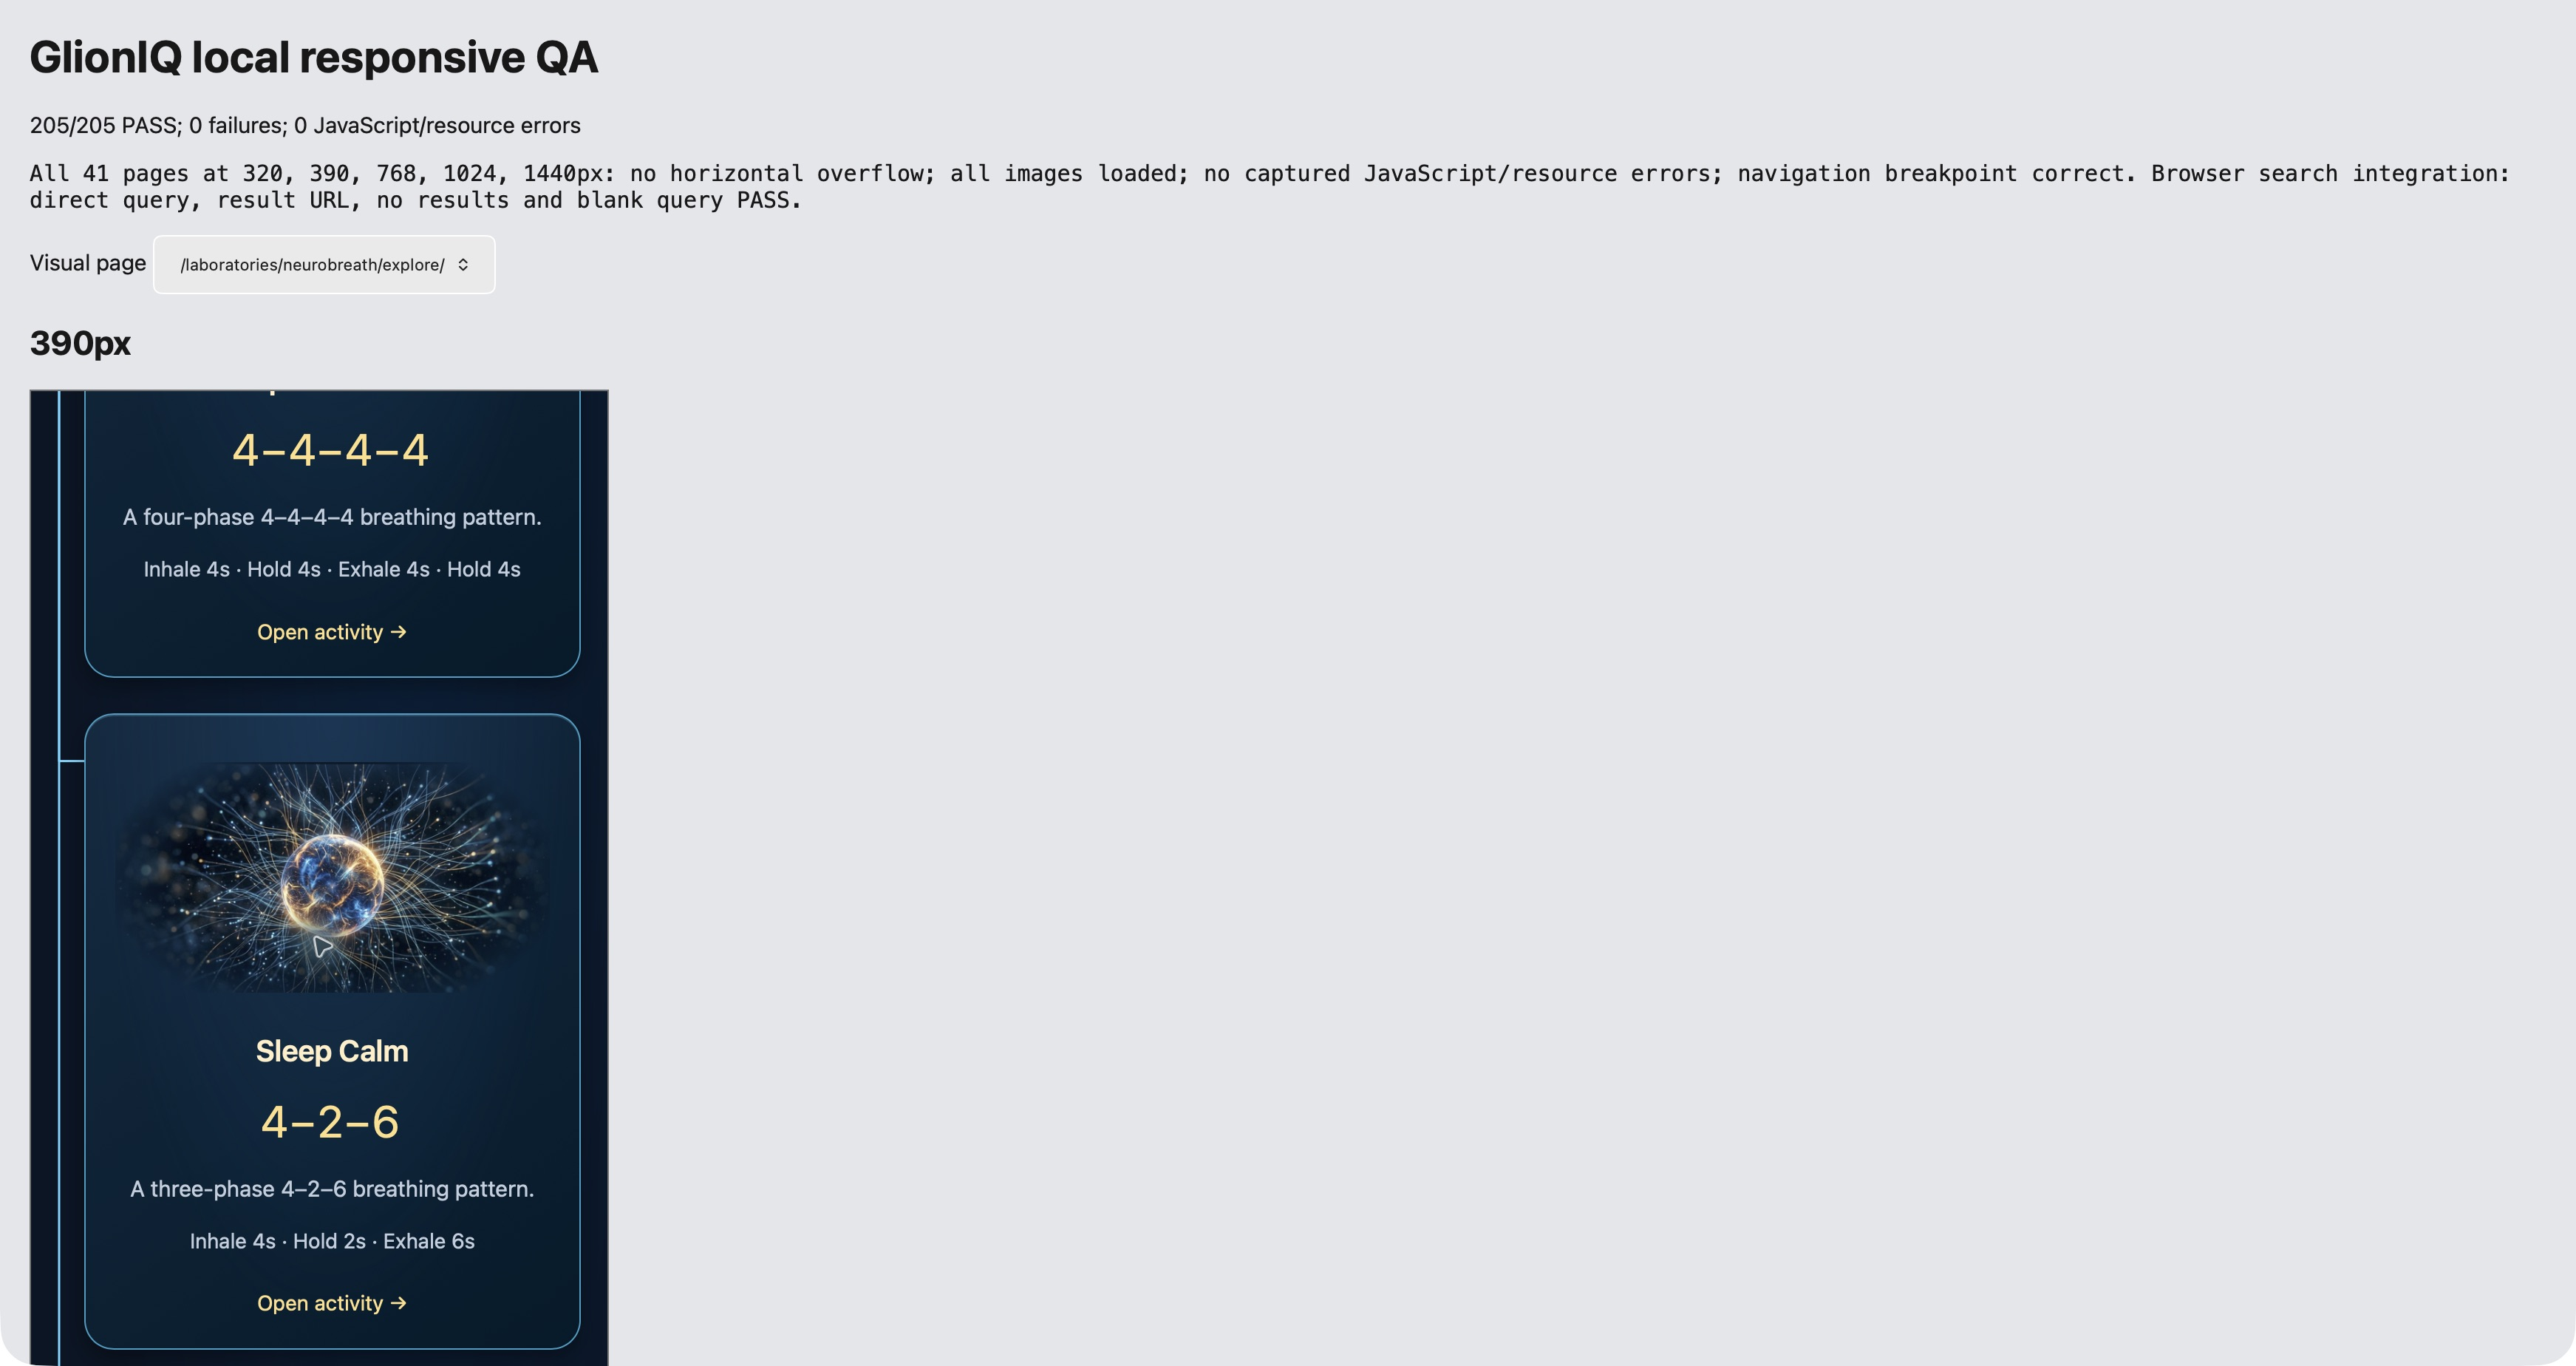 GlionIQ local responsive QA
205/205 PASS; 0 failures; 0 JavaScript/resource errors
All 41 pages at 320, 390, 768, 1024, 1440px: no horizontal overflow; all images loaded; no captured JavaScript/resource errors; navigation breakpoint correct. Browser search integration:
direct query, result URL, no results and blank query PASS.
Visual page /laboratories/neurobreath/explore/
390px
4–4–4–4
A four-phase 4–4–4–4 breathing pattern.
Inhale 4s · Hold 4s · Exhale 4s · Hold 4s
Open activity →
Sleep Calm
4–2–6
A three-phase 4–2–6 breathing pattern.
Inhale 4s · Hold 2s · Exhale 6s
Open activity →